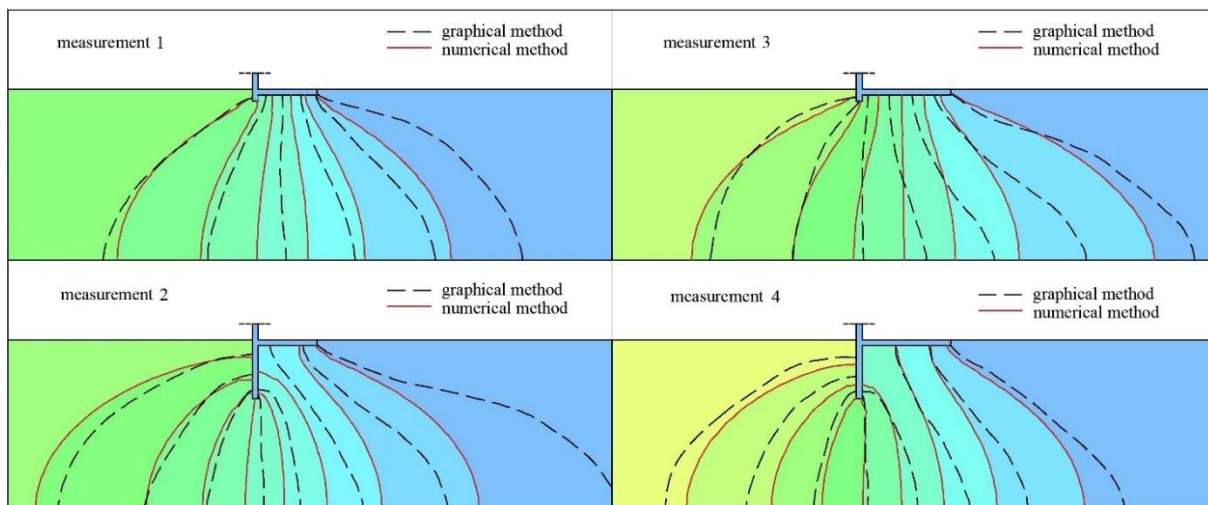 measurement 1
graphical method
numerical method
measurement 3
graphical method
numerical method
measurement 2
graphical method
numerical method
measurement 4
graphical method
numerical method